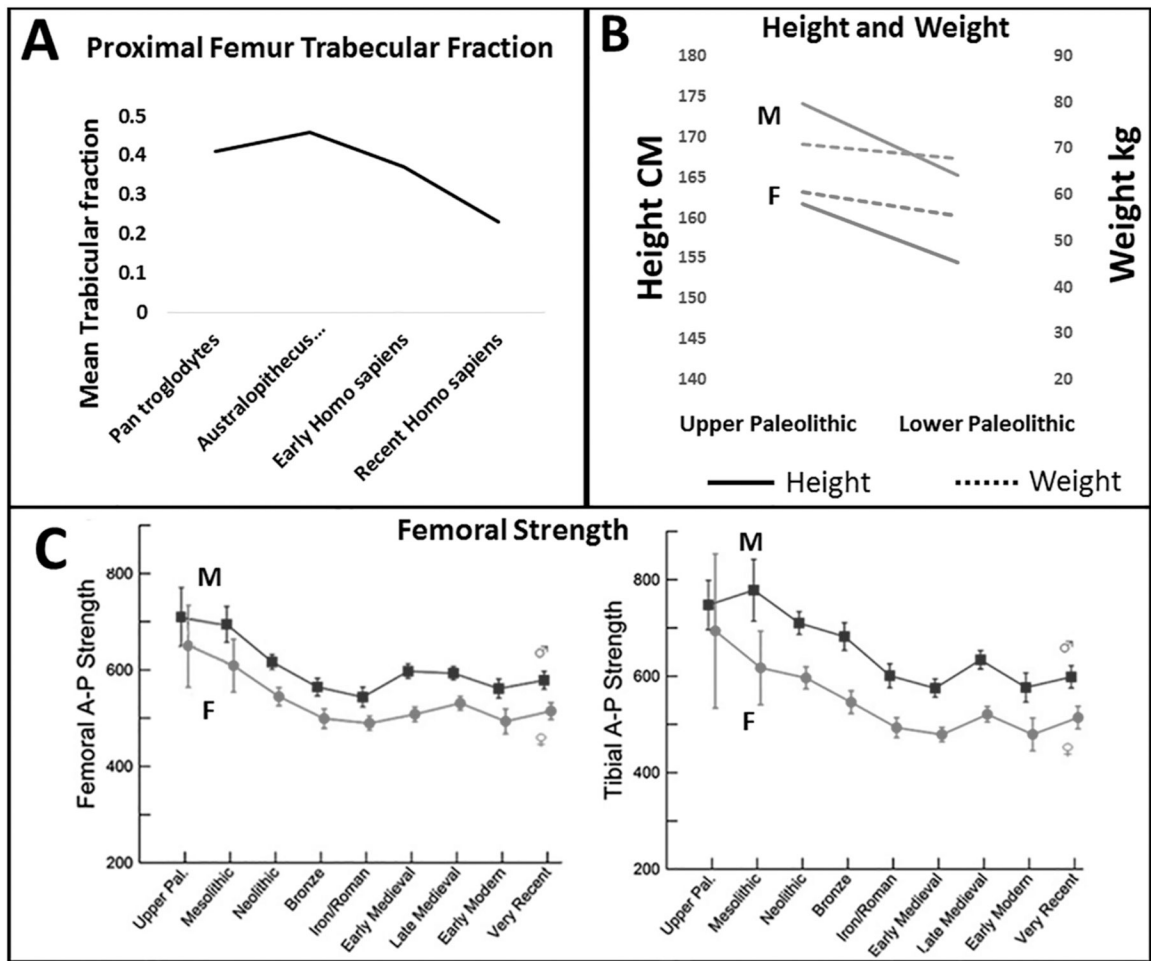 A
Proximal Femur Trabecular Fraction
Mean Trabicular fraction
0.5
0.4
0.3
0.2
0.1
0
Pan troglodytes
Australopithecus...
Early Homo sapiens
Recent Homo sapiens
B
Height and Weight
Height CM
180
175
170
165
160
155
150
145
140
M
F
90
80
70
60
50
40
30
20
Weight kg
Upper Paleolithic
Lower Paleolithic
Height
Weight
C
Femoral Strength
Femoral A-P Strength
800
600
400
200
M
F
♂
♀
Upper Pal.
Mesolithic
Neolithic
Bronze
Iron/Roman
Early Medieval
Late Medieval
Early Modern
Very Recent
Tibial A-P Strength
800
600
400
200
M
F
♂
♀
Upper Pal.
Mesolithic
Neolithic
Bronze
Iron/Roman
Early Medieval
Late Medieval
Early Modern
Very Recent